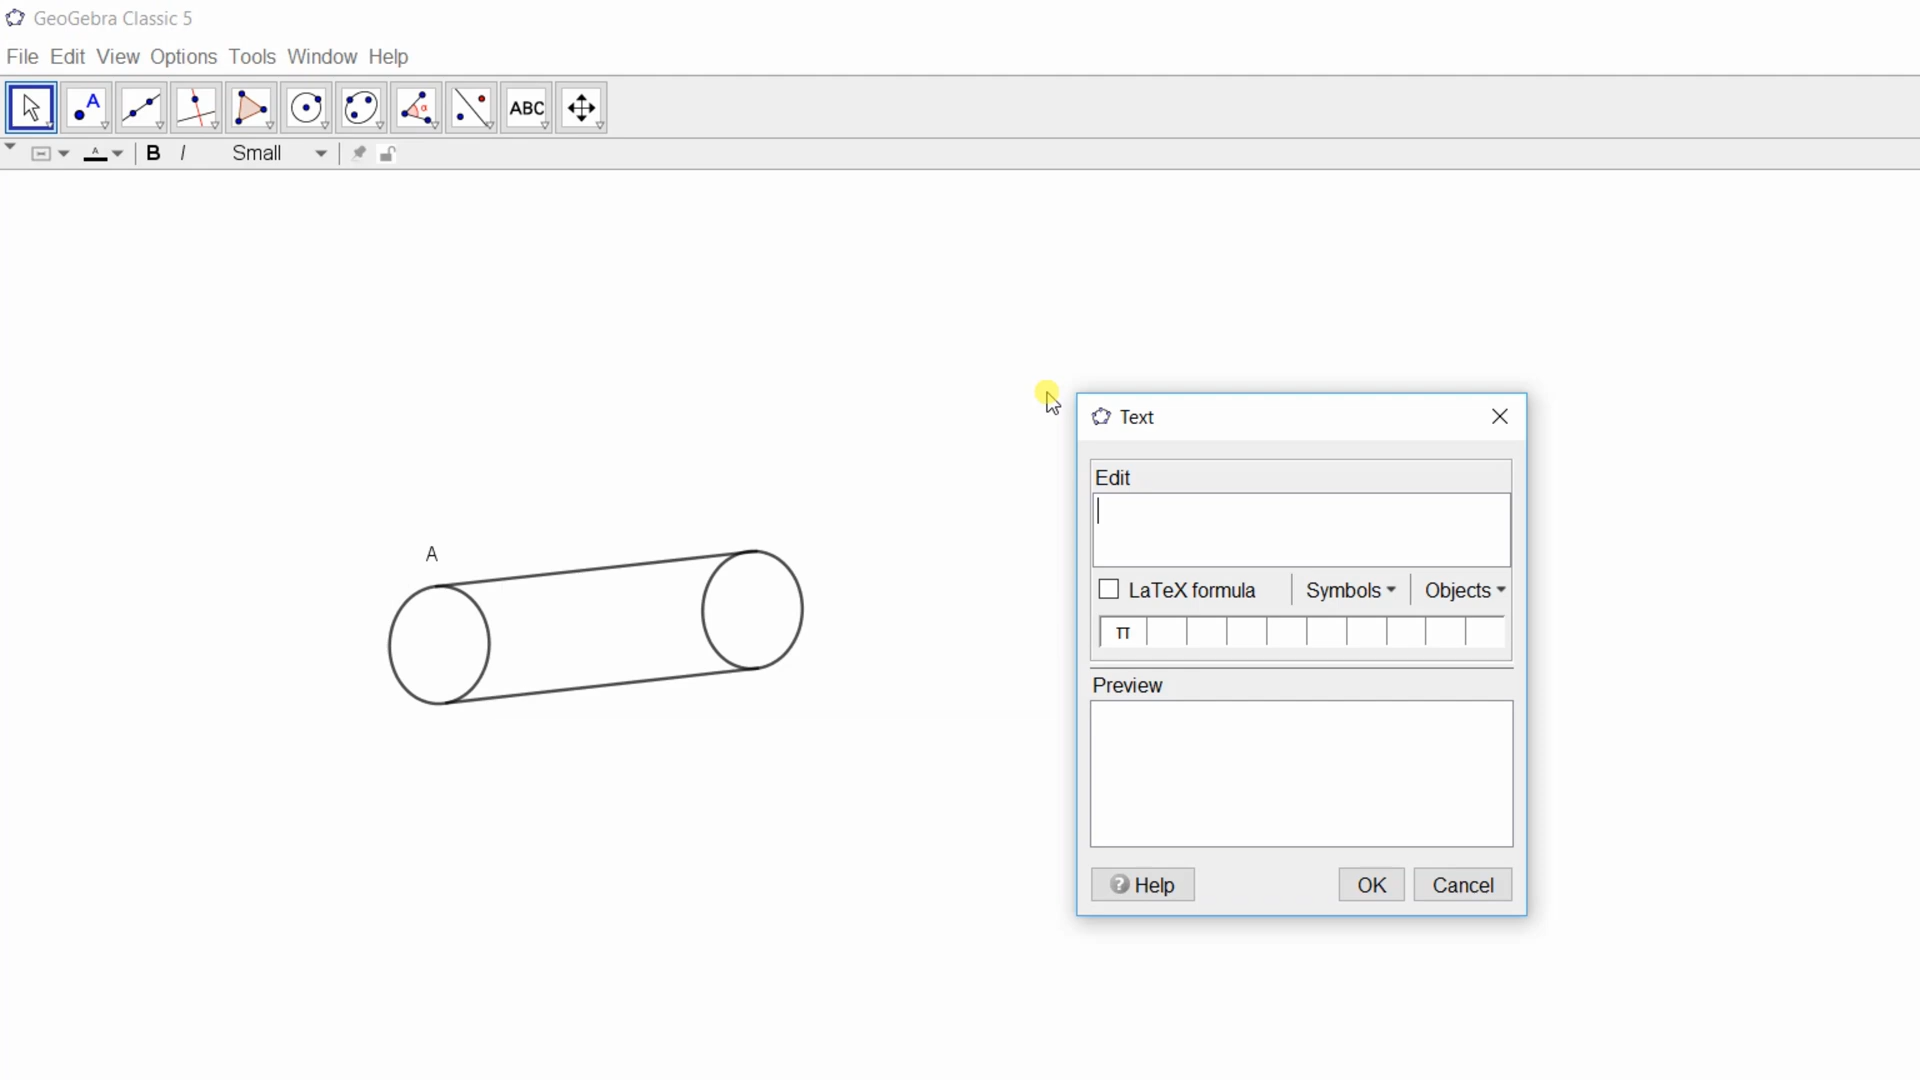 GeoGebra Classic 5
File Edit View Options Tools Window Help
A α ABC
A B I Small
Text
Edit
A
LaTeX formula Symbols Objects
π
Preview
? Help OK Cancel